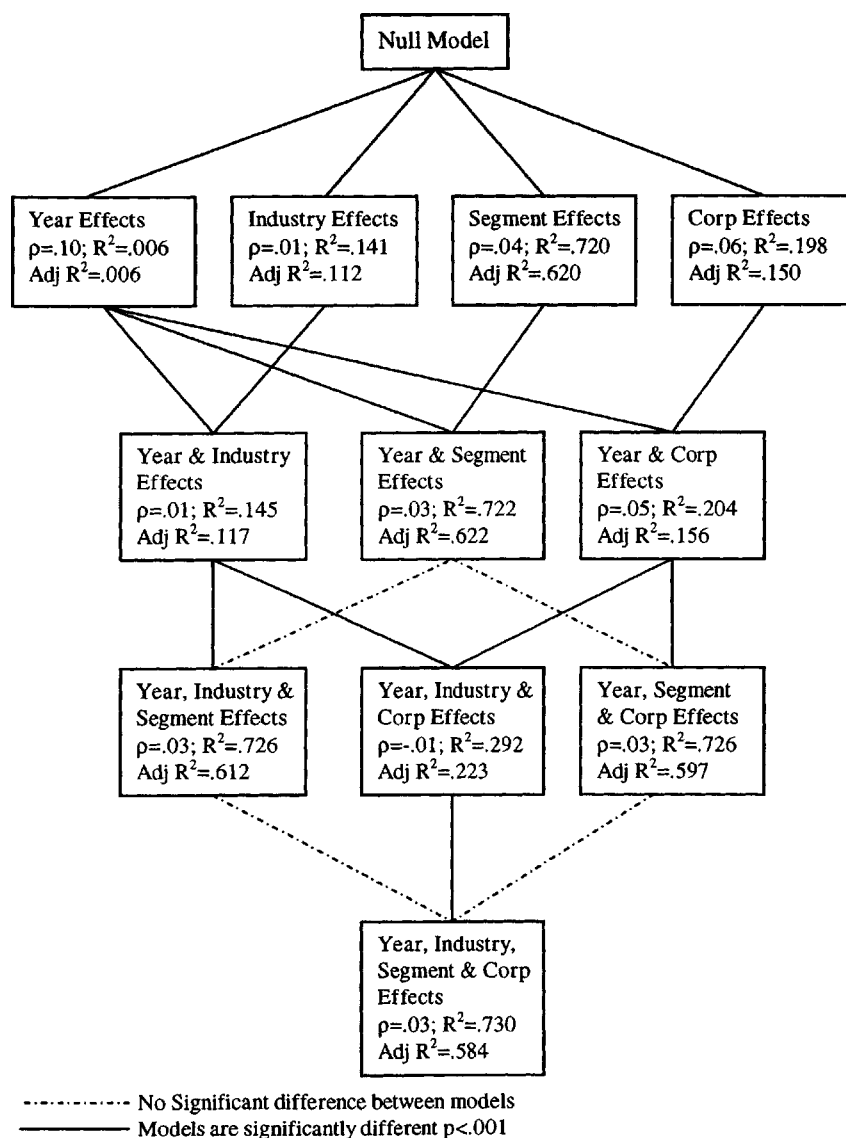 Null Model
Year Effects
ρ=.10; R²=.006
Adj R²=.006
Industry Effects
ρ=.01; R²=.141
Adj R²=.112
Segment Effects
ρ=.04; R²=.720
Adj R²=.620
Corp Effects
ρ=.06; R²=.198
Adj R²=.150
Year & Industry
Effects
ρ=.01; R²=.145
Adj R²=.117
Year & Segment
Effects
ρ=.03; R²=.722
Adj R²=.622
Year & Corp
Effects
ρ=.05; R²=.204
Adj R²=.156
Year, Industry &
Segment Effects
ρ=.03; R²=.726
Adj R²=.612
Year, Industry &
Corp Effects
ρ=-.01; R²=.292
Adj R²=.223
Year, Segment
& Corp Effects
ρ=.03; R²=.726
Adj R²=.597
Year, Industry,
Segment & Corp
Effects
ρ=.03; R²=.730
Adj R²=.584
No Significant difference between models
Models are significantly different p<.001